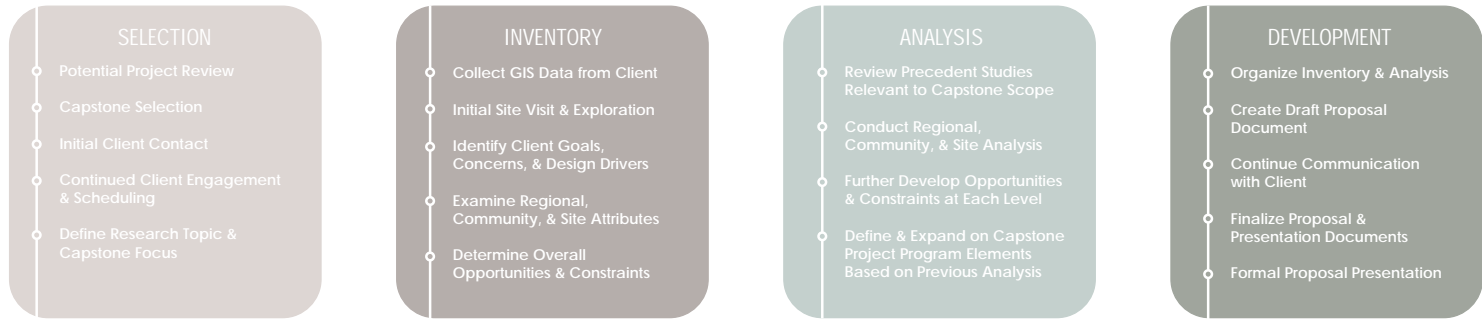 SELECTION
Potential Project Review
Capstone Selection
Initial Client Contact
Continued Client Engagement
& Scheduling
Define Research Topic &
Capstone Focus
INVENTORY
Collect GIS Data from Client
Initial Site Visit & Exploration
Identify Client Goals,
Concerns, & Design Drivers
Examine Regional,
Community, & Site Attributes
Determine Overall
Opportunities & Constraints
ANALYSIS
Review Precedent Studies
Relevant to Capstone Scope
Conduct Regional,
Community, & Site Analysis
Further Develop Opportunities
& Constraints at Each Level
Define & Expand on Capstone
Project Program Elements
Based on Previous Analysis
DEVELOPMENT
Organize Inventory & Analysis
Create Draft Proposal
Document
Continue Communication
with Client
Finalize Proposal &
Presentation Documents
Formal Proposal Presentation